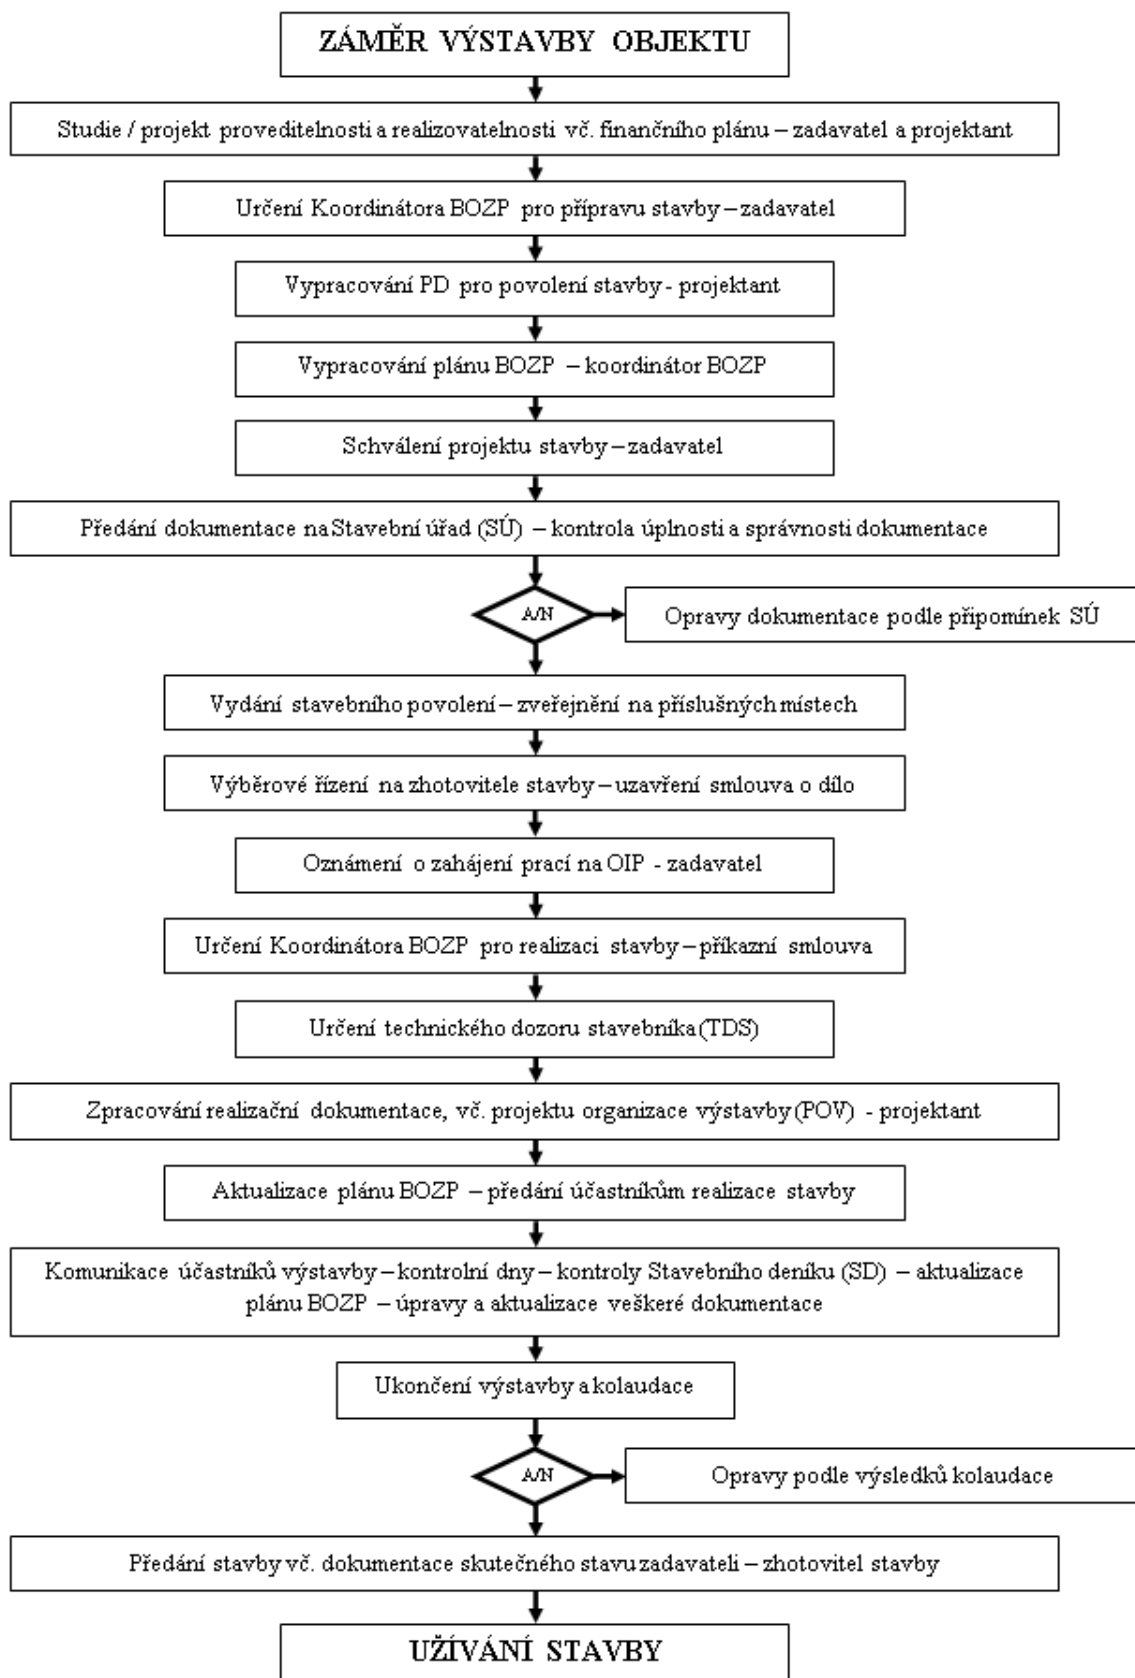 ZÁMĚR VÝSTAVBY OBJEKTU
Studie / projekt proveditelnosti a realizovatelnosti vč. finančního plánu – zadavatel a projektant
Určení Koordinátora BOZP pro přípravu stavby – zadavatel
Vypracování PD pro povolení stavby - projektant
Vypracování plánu BOZP – koordinátor BOZP
Schválení projektu stavby – zadavatel
Předání dokumentace na Stavební úřad (SÚ) – kontrola úplnosti a správnosti dokumentace
A/N
Opravy dokumentace podle připomínek SÚ
Vydání stavebního povolení – zveřejnění na příslušných místech
Výběrové řízení na zhotovitele stavby – uzavření smlouva o dílo
Oznámení o zahájení prací na OIP - zadavatel
Určení Koordinátora BOZP pro realizaci stavby – příkazní smlouva
Určení technického dozoru stavebníka (TDS)
Zpracování realizační dokumentace, vč. projektu organizace výstavby (POV) - projektant
Aktualizace plánu BOZP – předání účastníkům realizace stavby
Komunikace účastníků výstavby – kontrolní dny – kontroly Stavebního deníku (SD) – aktualizace
plánu BOZP – úpravy a aktualizace veškeré dokumentace
Ukončení výstavby a kolaudace
A/N
Opravy podle výsledků kolaudace
Předání stavby vč. dokumentace skutečného stavu zadavateli – zhotovitel stavby
UŽÍVÁNÍ STAVBY